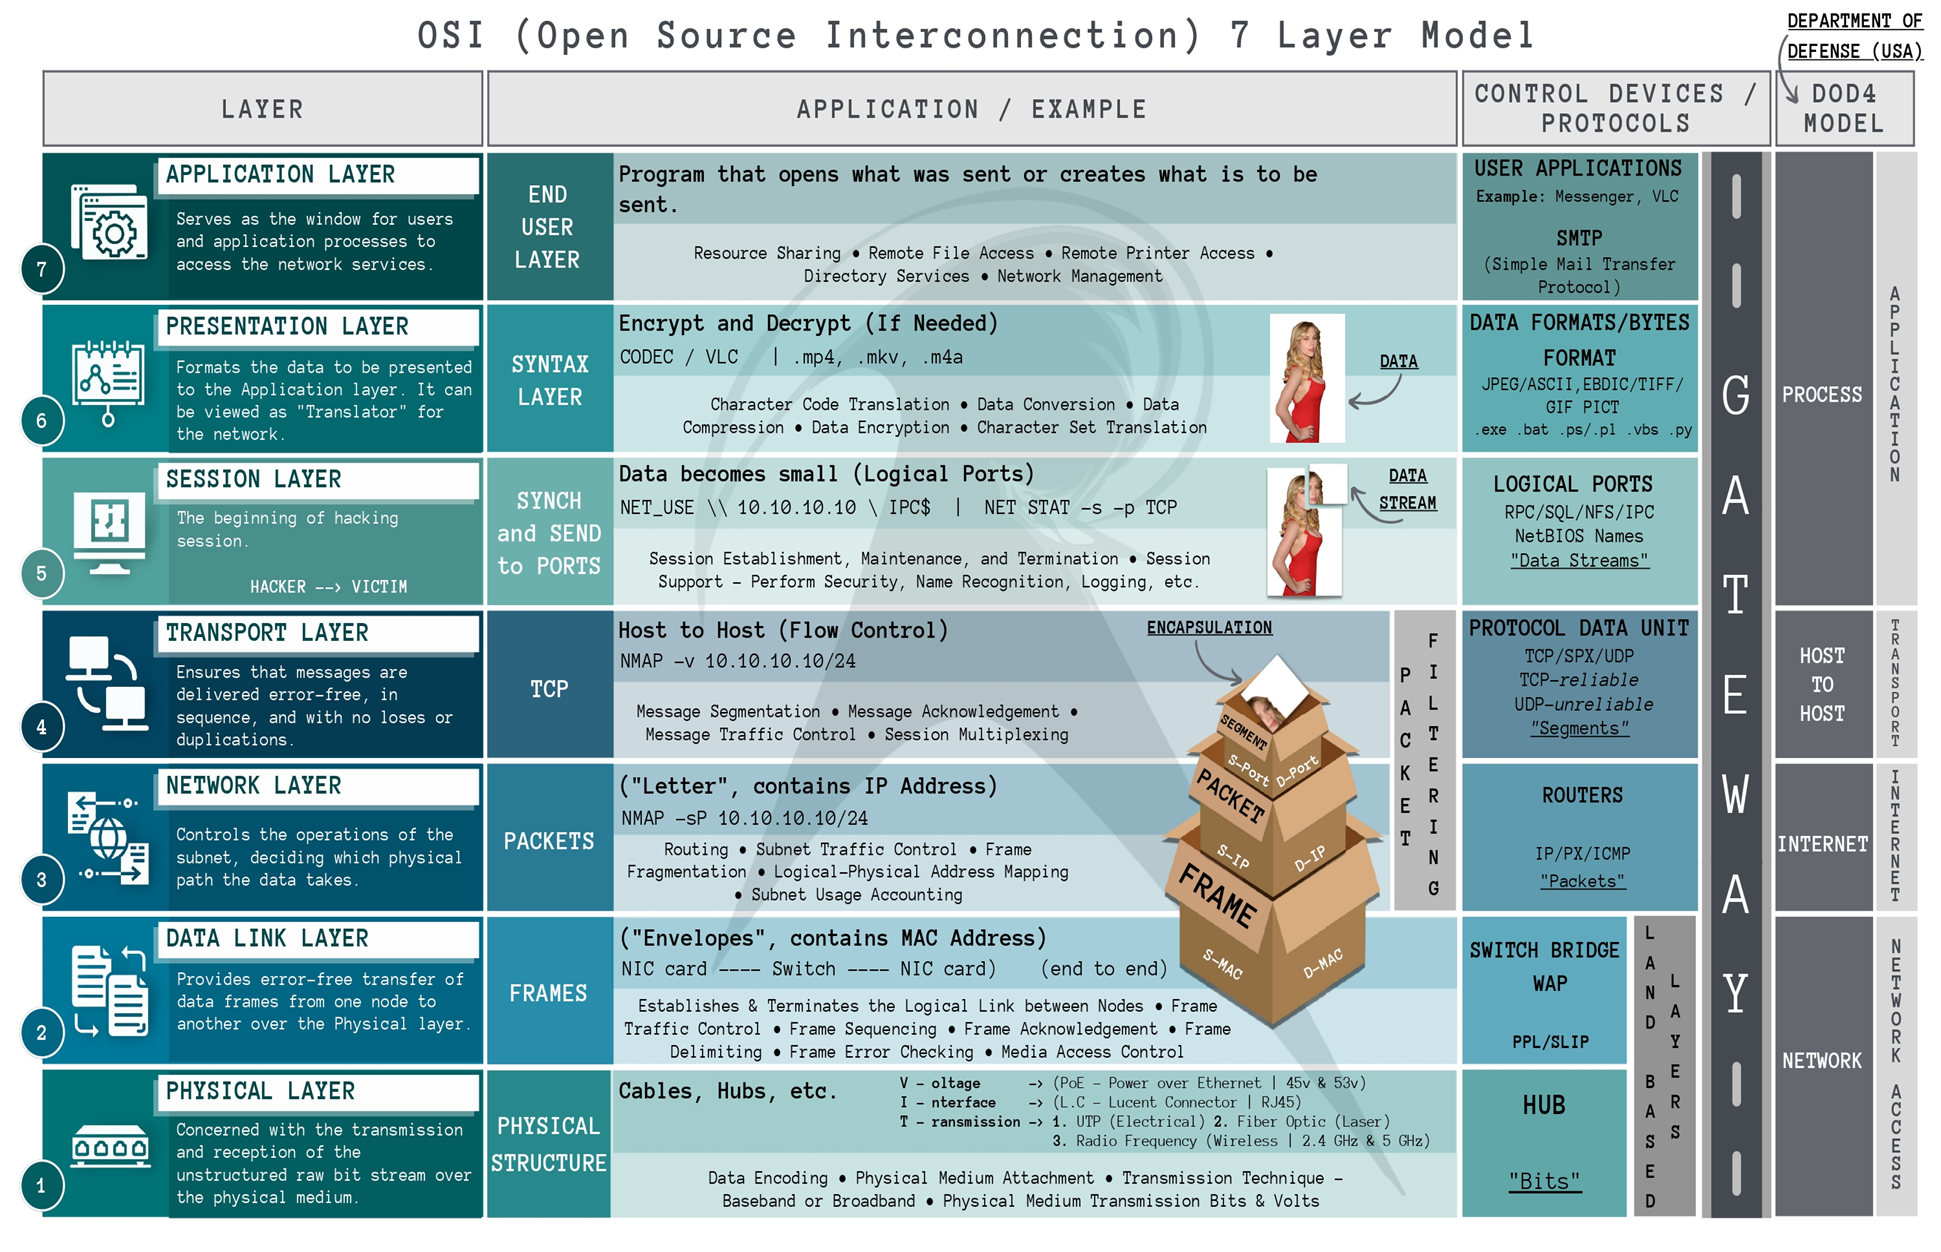 OSI (Open Source Interconnection) 7 Layer Model
DEPARTMENT OF
DEFENSE (USA)
LAYER
APPLICATION / EXAMPLE
CONTROL DEVICES /
PROTOCOLS
DOD4
MODEL
7
APPLICATION LAYER
Serves as the window for users
and application processes to
access the network services.
END
USER
LAYER
Program that opens what was sent or creates what is to be
sent.
Resource Sharing • Remote File Access • Remote Printer Access •
Directory Services • Network Management
USER APPLICATIONS
Example: Messenger, VLC
SMTP
(Simple Mail Transfer
Protocol)
6
PRESENTATION LAYER
Formats the data to be presented
to the Application layer. It can
be viewed as "Translator" for
the network.
SYNTAX
LAYER
Encrypt and Decrypt (If Needed)
CODEC / VLC | .mp4, .mkv, .m4a
Character Code Translation • Data Conversion • Data
Compression • Data Encryption • Character Set Translation
DATA
DATA FORMATS/BYTES
FORMAT
JPEG/ASCII,EBDIC/TIFF/
GIF PICT
.exe .bat .ps/.pl .vbs .py
5
SESSION LAYER
The beginning of hacking
session.
HACKER --> VICTIM
SYNCH
and SEND
to PORTS
Data becomes small (Logical Ports)
NET_USE \\ 10.10.10.10 \ IPC$ | NET STAT -s -p TCP
Session Establishment, Maintenance, and Termination • Session
Support - Perform Security, Name Recognition, Logging, etc.
DATA
STREAM
LOGICAL PORTS
RPC/SQL/NFS/IPC
NetBIOS Names
"Data Streams"
4
TRANSPORT LAYER
Ensures that messages are
delivered error-free, in
sequence, and with no loses or
duplications.
TCP
Host to Host (Flow Control)
NMAP -v 10.10.10.10/24
Message Segmentation • Message Acknowledgement •
Message Traffic Control • Session Multiplexing
ENCAPSULATION
SEGMENT
S-Port D-Port
PACKET
S-IP D-IP
FRAME
S-MAC D-MAC
PACKET
FILTERING
PROTOCOL DATA UNIT
TCP/SPX/UDP
TCP-reliable
UDP-unreliable
"Segments"
3
NETWORK LAYER
Controls the operations of the
subnet, deciding which physical
path the data takes.
PACKETS
("Letter", contains IP Address)
NMAP -sP 10.10.10.10/24
Routing • Subnet Traffic Control • Frame
Fragmentation • Logical-Physical Address Mapping
• Subnet Usage Accounting
ROUTERS
IP/PX/ICMP
"Packets"
2
DATA LINK LAYER
Provides error-free transfer of
data frames from one node to
another over the Physical layer.
FRAMES
("Envelopes", contains MAC Address)
NIC card ---- Switch ---- NIC card) (end to end)
Establishes & Terminates the Logical Link between Nodes • Frame
Traffic Control • Frame Sequencing • Frame Acknowledgement • Frame
Delimiting • Frame Error Checking • Media Access Control
SWITCH BRIDGE
WAP
PPL/SLIP
1
PHYSICAL LAYER
Concerned with the transmission
and reception of the
unstructured raw bit stream over
the physical medium.
PHYSICAL
STRUCTURE
Cables, Hubs, etc.
V - oltage -> (PoE - Power over Ethernet | 45v & 53v)
I - nterface -> (L.C - Lucent Connector | RJ45)
T - ransmission -> 1. UTP (Electrical) 2. Fiber Optic (Laser)
3. Radio Frequency (Wireless | 2.4 GHz & 5 GHz)
Data Encoding • Physical Medium Attachment • Transmission Technique -
Baseband or Broadband • Physical Medium Transmission Bits & Volts
HUB
"Bits"
LAND BASED
LAYERS
GATEWAY
PROCESS
APPLICATION
HOST
TO
HOST
TRANSPORT
INTERNET
INTERNET
NETWORK
NETWORK ACCESS